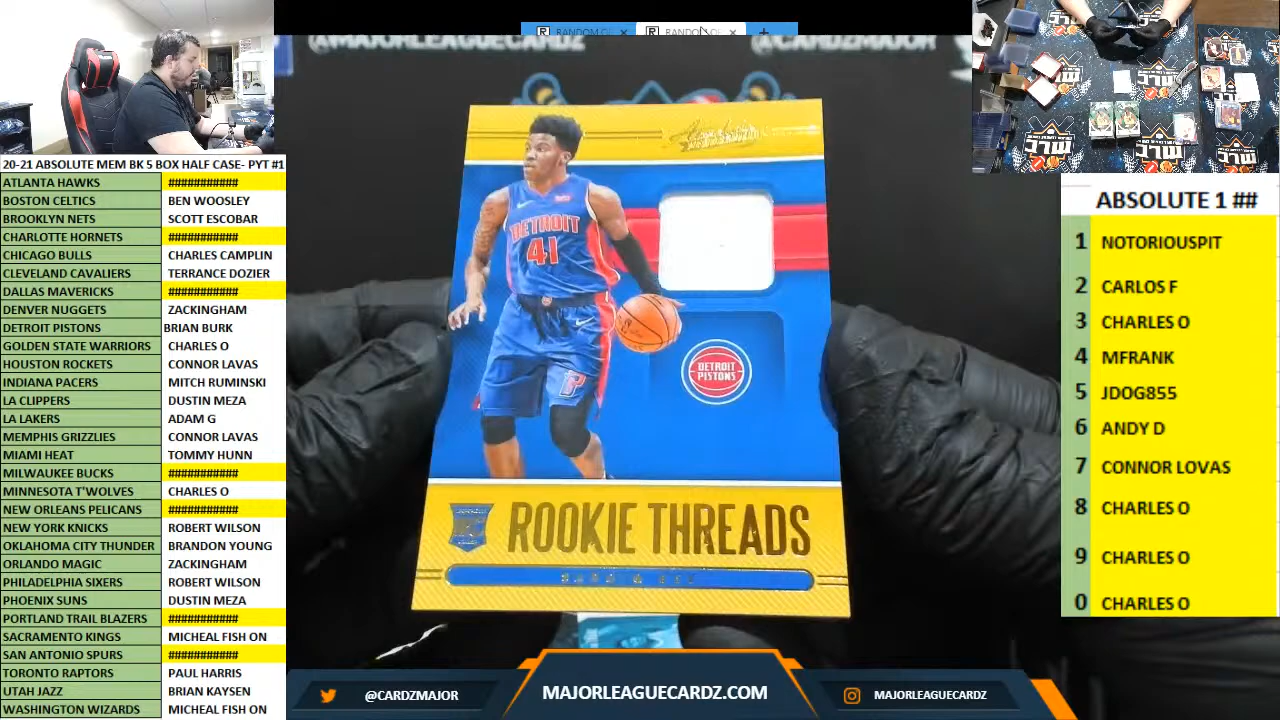 RANDOM
@MAJORLEAGUECARDZ
@CARDZMAJOR
20-21 ABSOLUTE MEM BK 5 BOX HALF CASE- PYT #1
ATLANTA HAWKS ###########
BOSTON CELTICS BEN WOOSLEY
BROOKLYN NETS SCOTT ESCOBAR
CHARLOTTE HORNETS ###########
CHICAGO BULLS CHARLES CAMPLIN
CLEVELAND CAVALIERS TERRANCE DOZIER
DALLAS MAVERICKS ###########
DENVER NUGGETS ZACKINGHAM
DETROIT PISTONS BRIAN BURK
GOLDEN STATE WARRIORS CHARLES O
HOUSTON ROCKETS CONNOR LAVAS
INDIANA PACERS MITCH RUMINSKI
LA CLIPPERS DUSTIN MEZA
LA LAKERS ADAM G
MEMPHIS GRIZZLIES CONNOR LAVAS
MIAMI HEAT TOMMY HUNN
MILWAUKEE BUCKS ###########
MINNESOTA T'WOLVES CHARLES O
NEW ORLEANS PELICANS ###########
NEW YORK KNICKS ROBERT WILSON
OKLAHOMA CITY THUNDER BRANDON YOUNG
ORLANDO MAGIC ZACKINGHAM
PHILADELPHIA SIXERS ROBERT WILSON
PHOENIX SUNS DUSTIN MEZA
PORTLAND TRAIL BLAZERS ###########
SACRAMENTO KINGS MICHEAL FISH ON
SAN ANTONIO SPURS ###########
TORONTO RAPTORS PAUL HARRIS
UTAH JAZZ BRIAN KAYSEN
WASHINGTON WIZARDS MICHEAL FISH ON
DETROIT
41
DETROIT
PISTONS
ROOKIE THREADS
ABSOLUTE 1 ##
1 NOTORIOUSPIT
2 CARLOS F
3 CHARLES O
4 MFRANK
5 JDOG855
6 ANDY D
7 CONNOR LOVAS
8 CHARLES O
9 CHARLES O
0 CHARLES O
@CARDZMAJOR
MAJORLEAGUECARDZ.COM
MAJORLEAGUECARDZ